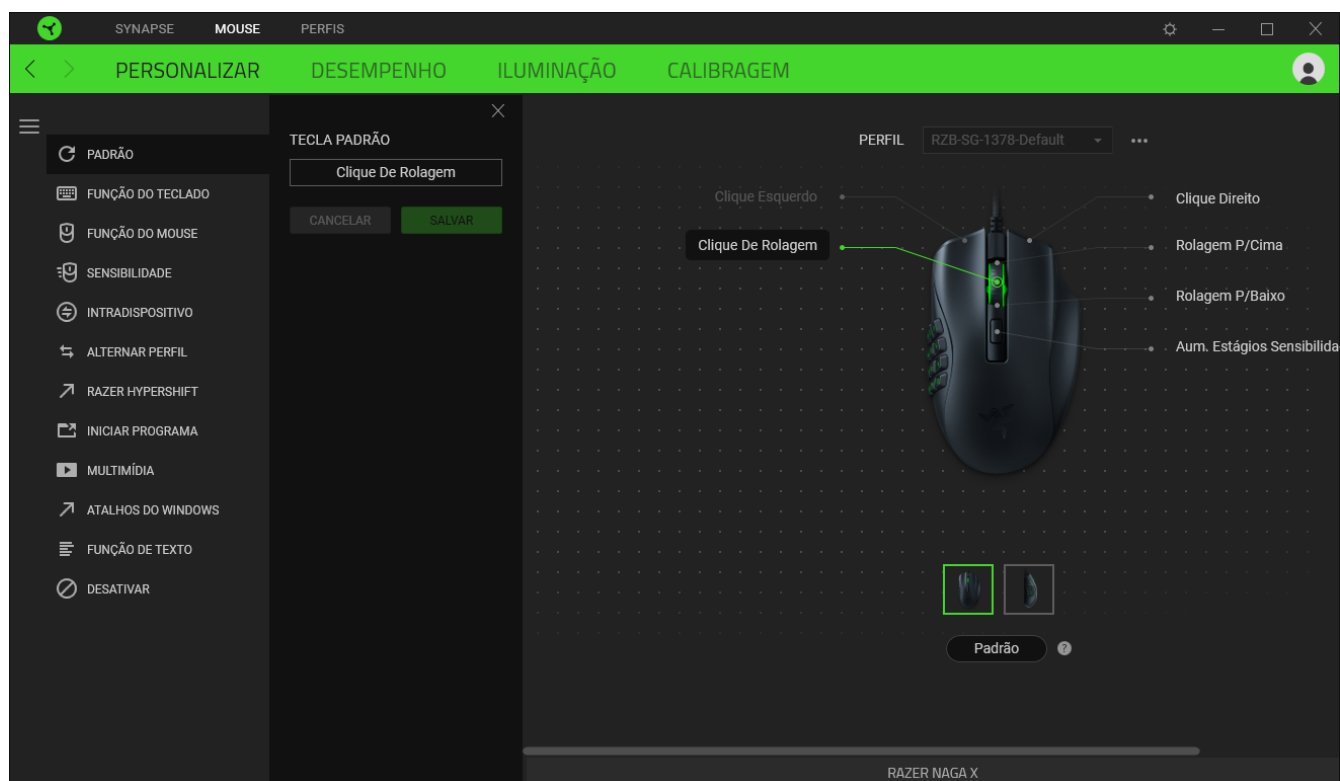 SYNAPSE MOUSE PERFIS
PERSONALIZAR DESEMPENHO ILUMINAÇÃO CALIBRAGEM
PADRÃO
FUNÇÃO DO TECLADO
FUNÇÃO DO MOUSE
SENSIBILIDADE
INTRADISPOSITIVO
ALTERNAR PERFIL
RAZER HYPERSHIFT
INICIAR PROGRAMA
MULTIMÍDIA
ATALHOS DO WINDOWS
FUNÇÃO DE TEXTO
DESATIVAR
TECLA PADRÃO
Clique De Rolagem
CANCELAR SALVAR
PERFIL RZB-SG-1378-Default
Clique Esquerdo
Clique De Rolagem
Clique Direito
Rolagem P/Cima
Rolagem P/Baixo
Aum. Estágios Sensibilida
Padrão ?
RAZER NAGA X